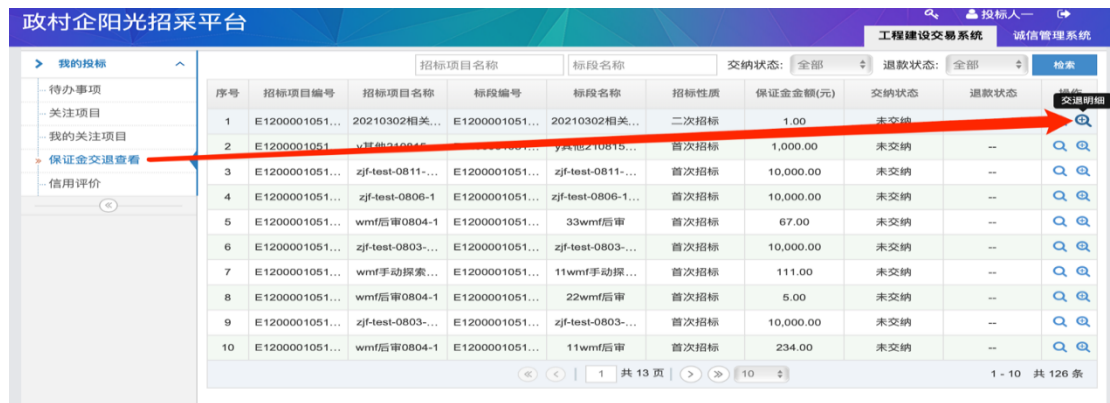 政村企阳光招采平台
投标人一
工程建设交易系统 诚信管理系统
我的投标
待办事项
关注项目
我的关注项目
保证金交退查看
信用评价
招标项目名称 标段名称 交纳状态: 全部 退款状态: 全部 检索
序号 招标项目编号 招标项目名称 标段编号 标段名称 招标性质 保证金金额(元) 交纳状态 退款状态
交退明细
1 E1200001051... 20210302相关... E1200001051... 20210302相关... 二次招标 1.00
2 E1200001051... 首次招标 1,000.00 未交纳 --
3 E1200001051... zjf-test-0811-... E1200001051... zjf-test-0811-... 首次招标 10,000.00 未交纳 --
4 E1200001051... zjf-test-0806-1 E1200001051... zjf-test-0806-1... 首次招标 10,000.00 未交纳 --
5 E1200001051... wmf后审0804-1 E1200001051... 33wmf后审 首次招标 67.00 未交纳 --
6 E1200001051... zjf-test-0803-... E1200001051... zjf-test-0803-... 首次招标 10,000.00 未交纳 --
7 E1200001051... wmf手动探索... E1200001051... 11wmf手动探... 首次招标 111.00 未交纳 --
8 E1200001051... wmf后审0804-1 E1200001051... 22wmf后审 首次招标 5.00 未交纳 --
9 E1200001051... zjf-test-0803-... E1200001051... zjf-test-0803-... 首次招标 10,000.00 未交纳 --
10 E1200001051... wmf后审0804-1 E1200001051... 11wmf后审 首次招标 234.00 未交纳 --
1 共 13 页 10 1 - 10 共 126 条